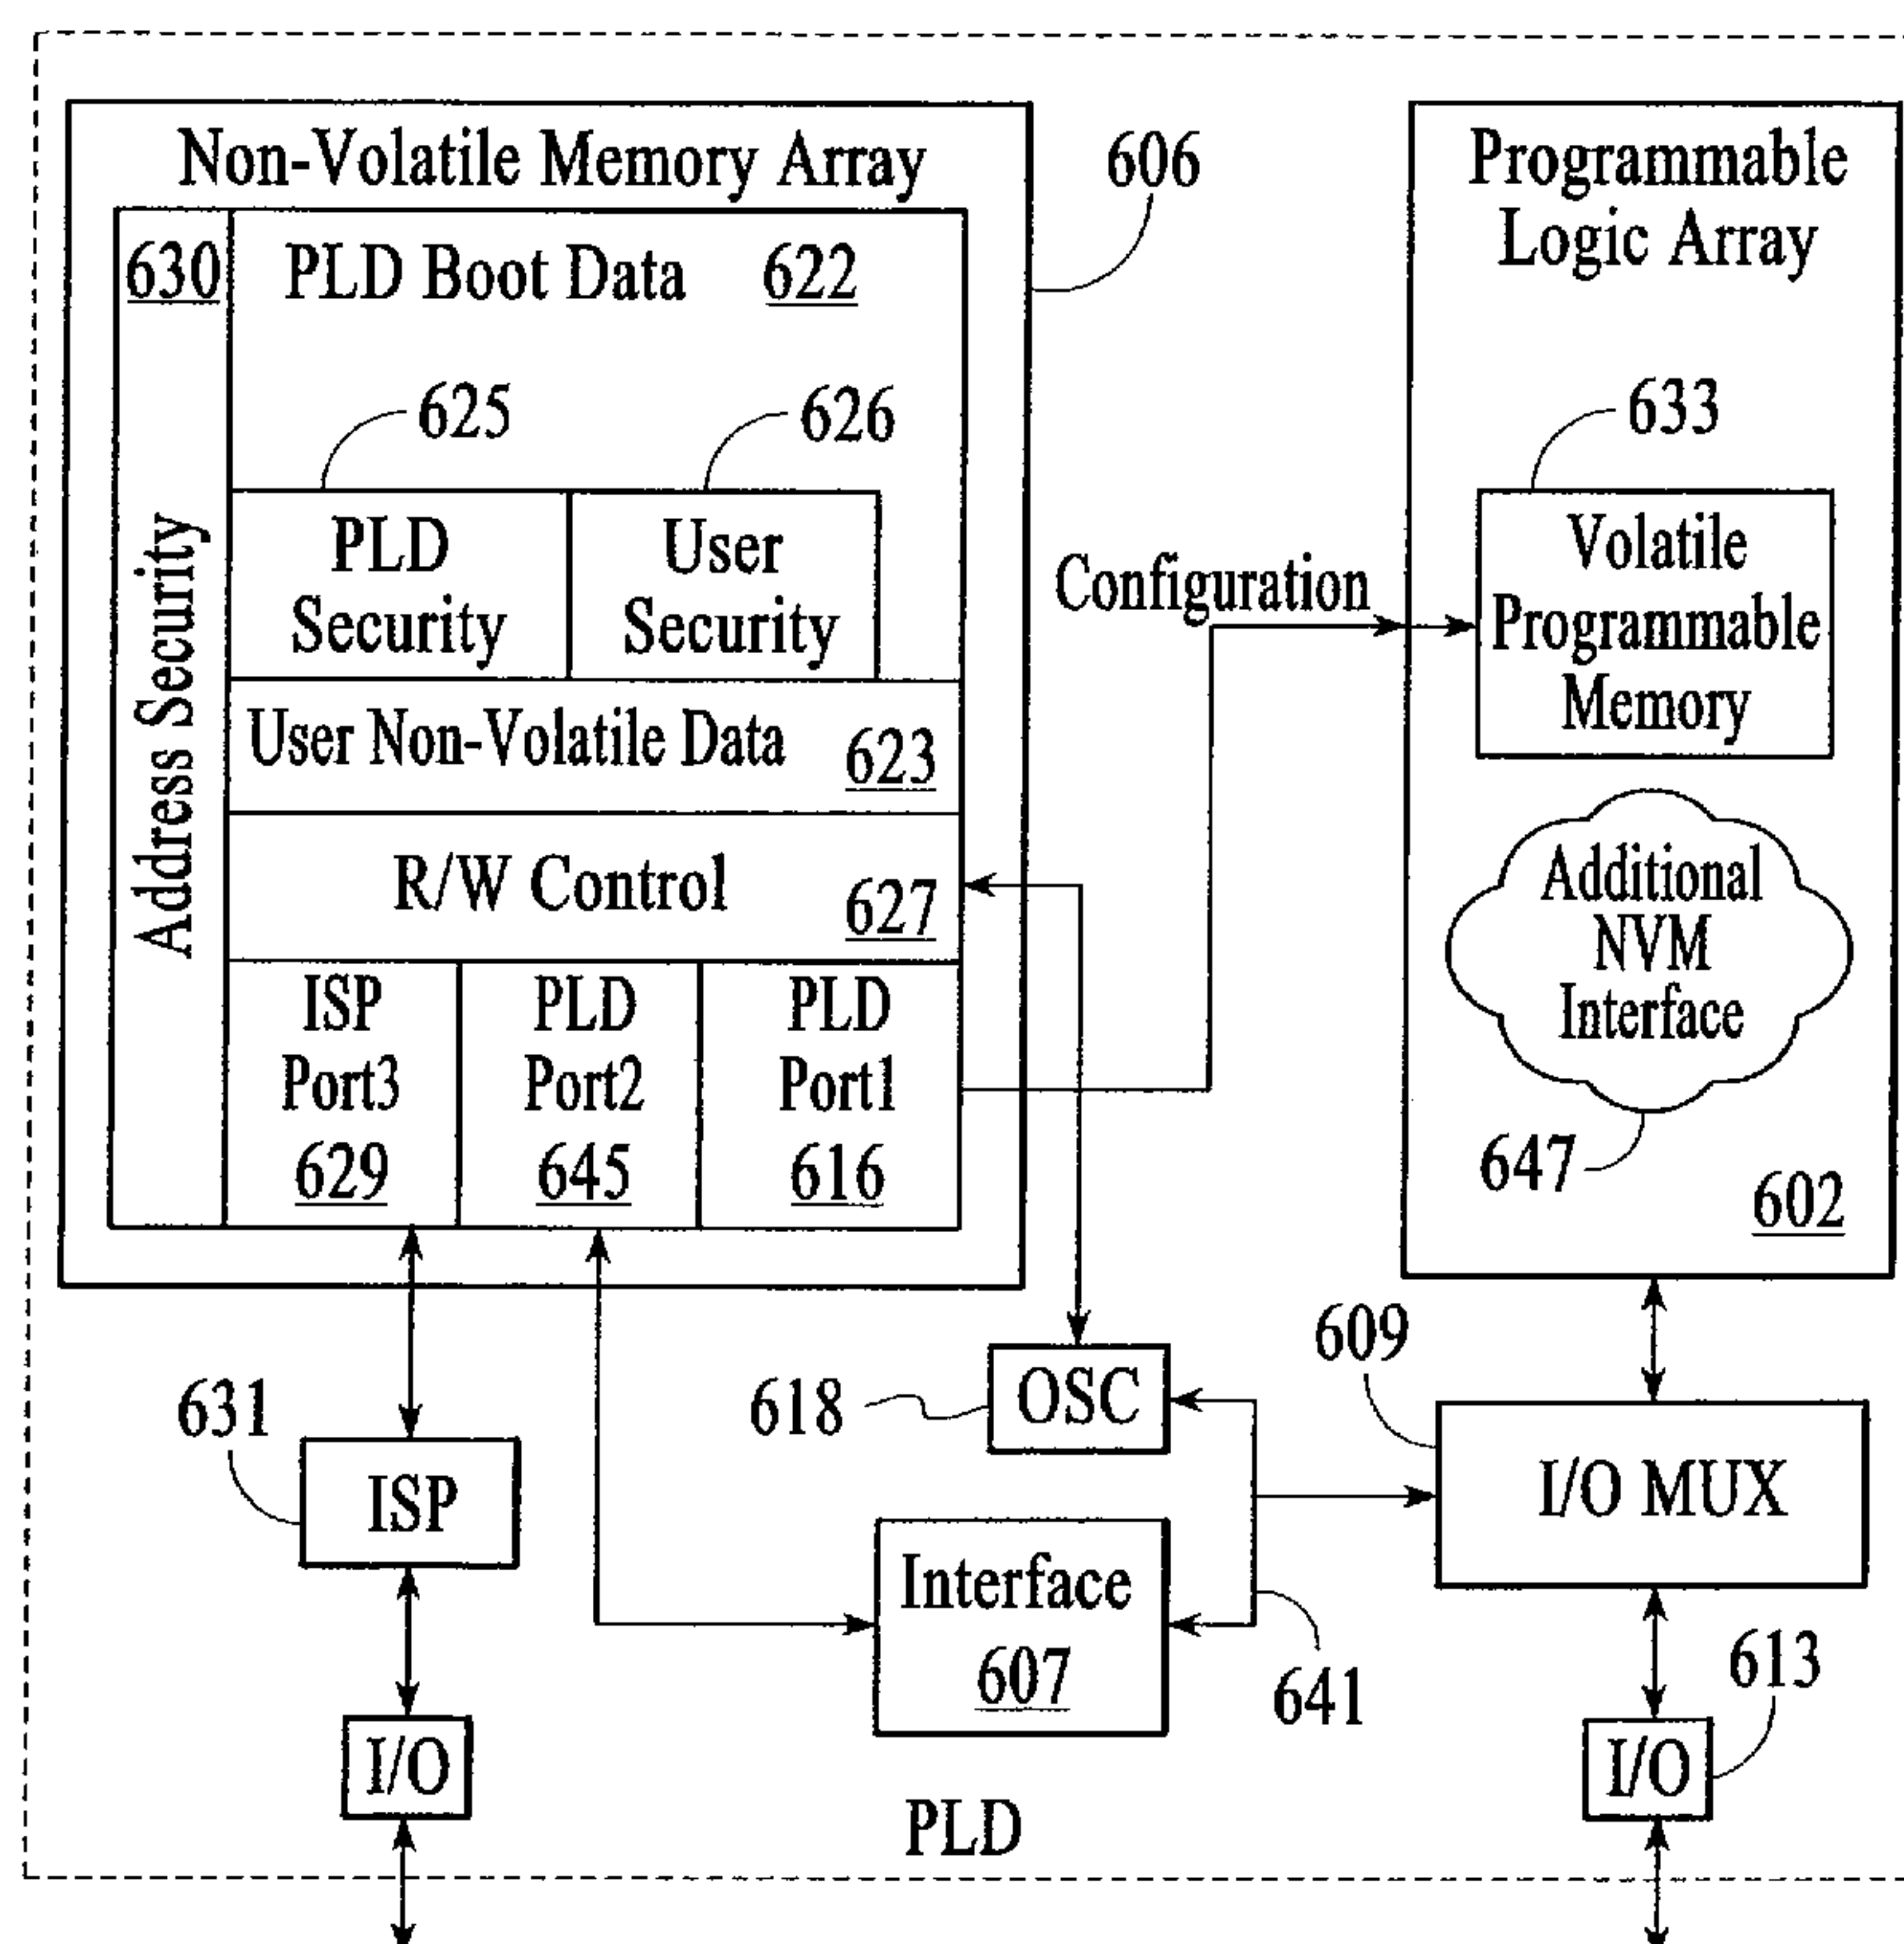 Non-Volatile Memory Array
606
630
PLD Boot Data 622
625
626
PLD
Security
User
Security
Address Security
User Non-Volatile Data 623
R/W Control 627
ISP
Port3
629
PLD
Port2
645
PLD
Port1
616
Configuration
Programmable
Logic Array
633
Volatile
Programmable
Memory
Additional
NVM
Interface
647
602
609
618
OSC
631
ISP
I/O MUX
Interface
607
641
613
I/O
I/O
PLD